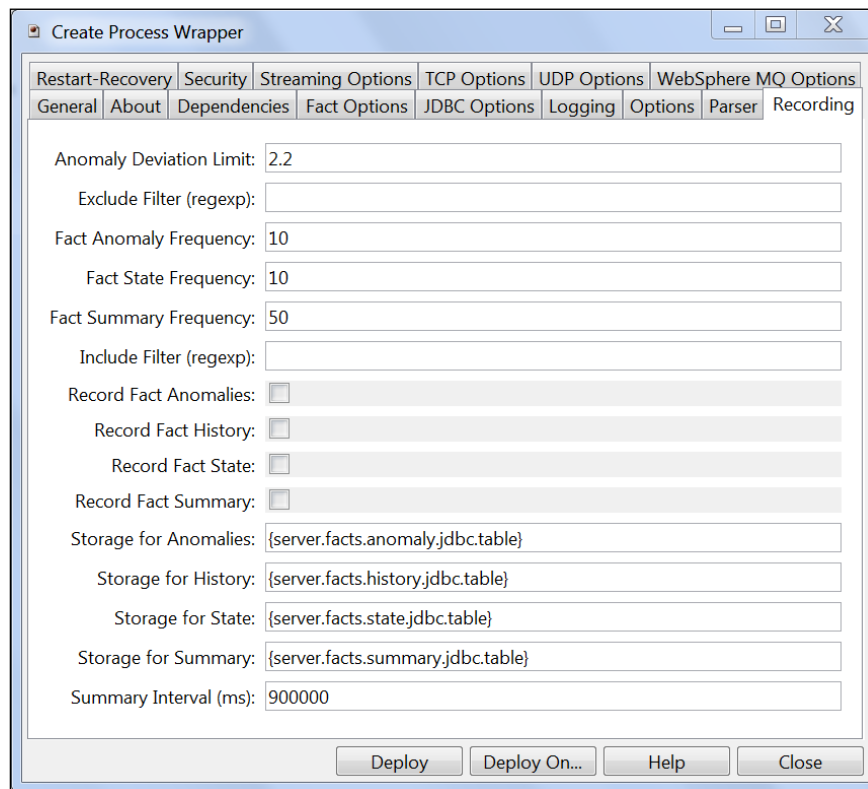 Create Process Wrapper
Restart-Recovery Security Streaming Options TCP Options UDP Options WebSphere MQ Options
General About Dependencies Fact Options JDBC Options Logging Options Parser Recording
Anomaly Deviation Limit: 2.2
Exclude Filter (regexp):
Fact Anomaly Frequency: 10
Fact State Frequency: 10
Fact Summary Frequency: 50
Include Filter (regexp):
Record Fact Anomalies:
Record Fact History:
Record Fact State:
Record Fact Summary:
Storage for Anomalies: {server.facts.anomaly.jdbc.table}
Storage for History: {server.facts.history.jdbc.table}
Storage for State: {server.facts.state.jdbc.table}
Storage for Summary: {server.facts.summary.jdbc.table}
Summary Interval (ms): 900000
Deploy Deploy On... Help Close